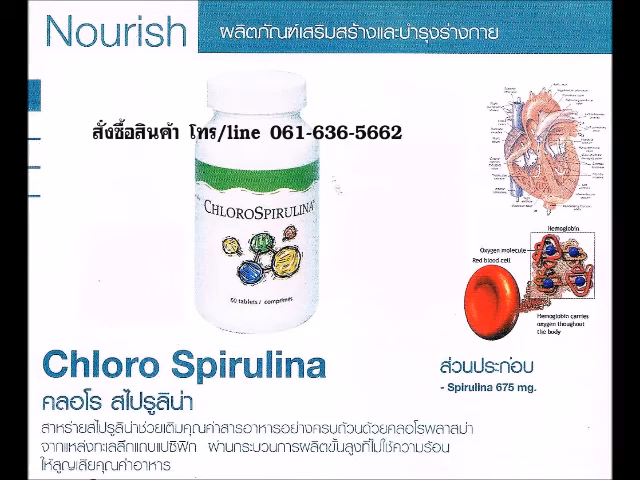 Nourish
ผลิตภัณฑ์เสริมสร้างและบำรุงร่างกาย
สั่งซื้อสินค้า โทร/line 061-636-5662
CHLOROSPIRULINA
60 tablets / comprimés
Hemoglobin
Oxygen molecule
Red blood cell
Hemoglobin carries
oxygen thoughout
the body
Chloro Spirulina
คลอโร สไปรูลิน่า
สาหร่ายสไปรูลิน่าช่วยเติมคุณค่าสารอาหารอย่างครบถ้วนด้วยคลอโรพลาสม่า
จากแหล่งทะเลลึกแถบแปซิฟิก ผ่านกระบวนการผลิตขั้นสูงที่ไม่ใช้ความร้อน
ให้สูญเสียคุณค่าอาหาร
ส่วนประกอบ
- Spirulina 675 mg.